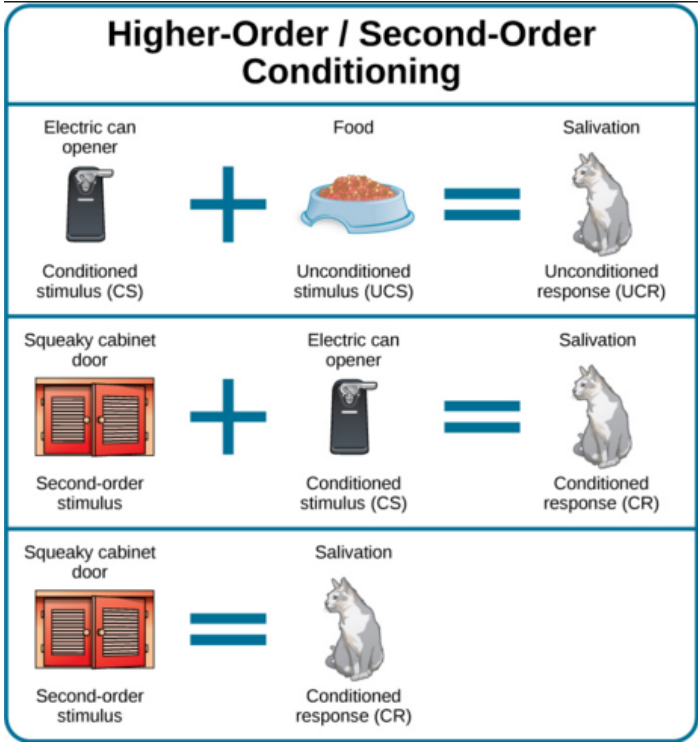 Higher-Order / Second-Order
Conditioning
Electric can
opener
Food
Salivation
Conditioned
stimulus (CS)
Unconditioned
stimulus (UCS)
Unconditioned
response (UCR)
Squeaky cabinet
door
Electric can
opener
Salivation
Second-order
stimulus
Conditioned
stimulus (CS)
Conditioned
response (CR)
Squeaky cabinet
door
Salivation
Second-order
stimulus
Conditioned
response (CR)